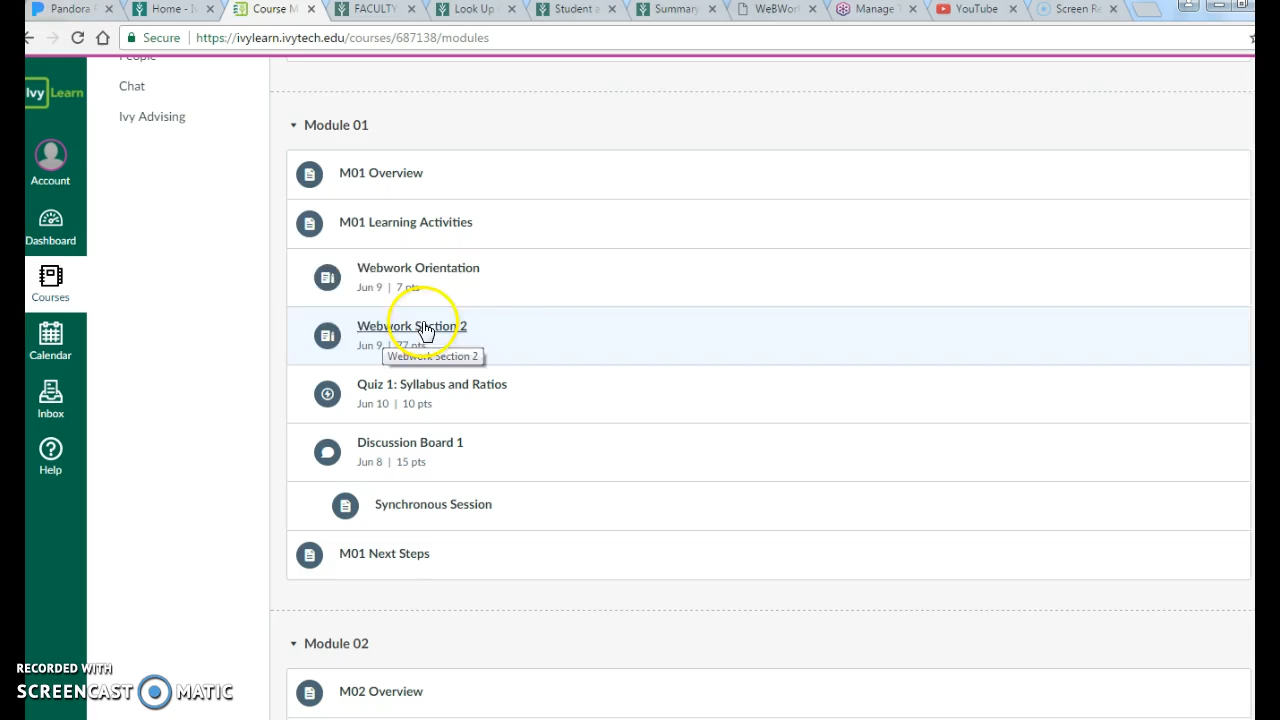 Pandora
Home - Iv
Course M
FACULTY
Look Up
Student a
Summary
WeBWork
Manage T
YouTube
Screen Re
Secure
https://ivylearn.ivytech.edu/courses/687138/modules
People
Chat
Ivy Advising
Ivy Learn
Account
Dashboard
Courses
Calendar
Inbox
Help
Module 01
M01 Overview
M01 Learning Activities
Webwork Orientation
Jun 9 | 7 pts
Webwork Section 2
Jun 9 | 77 pts
Webwork Section 2
Quiz 1: Syllabus and Ratios
Jun 10 | 10 pts
Discussion Board 1
Jun 8 | 15 pts
Synchronous Session
M01 Next Steps
Module 02
M02 Overview
RECORDED WITH
SCREENCAST MATIC